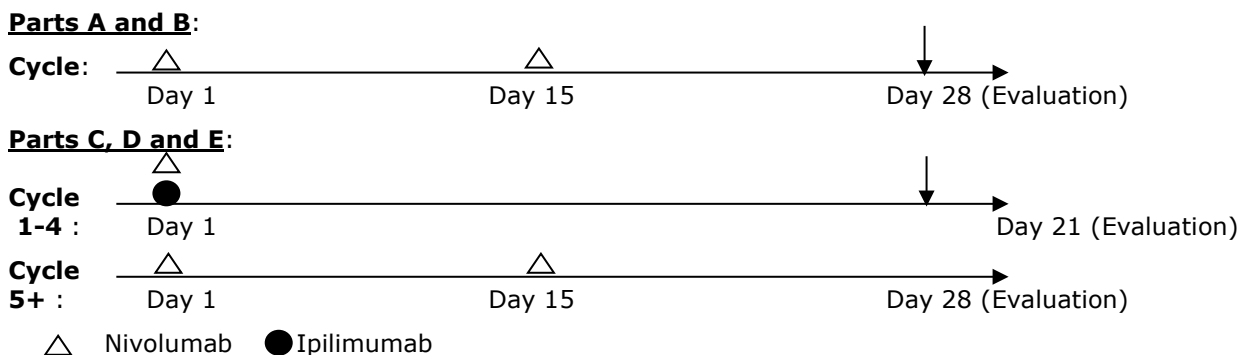 Parts A and B:
Cycle:
Day 1 Day 15 Day 28 (Evaluation)
Parts C, D and E:
Cycle
1-4 : Day 1 Day 21 (Evaluation)
Cycle
5+ : Day 1 Day 15 Day 28 (Evaluation)
Nivolumab Ipilimumab